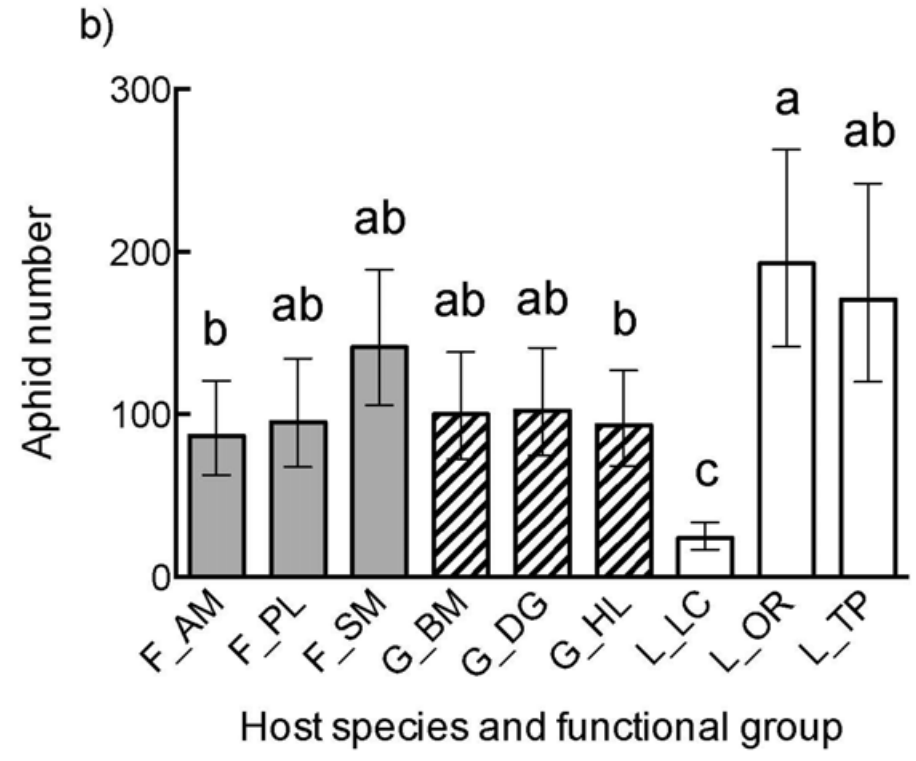 b)
Aphid number
300
200
100
0
a
ab
ab
b
ab
ab
ab
b
c
F_AM
F_PL
F_SM
G_BM
G_DG
G_HL
L_LC
L_OR
L_TP
Host species and functional group